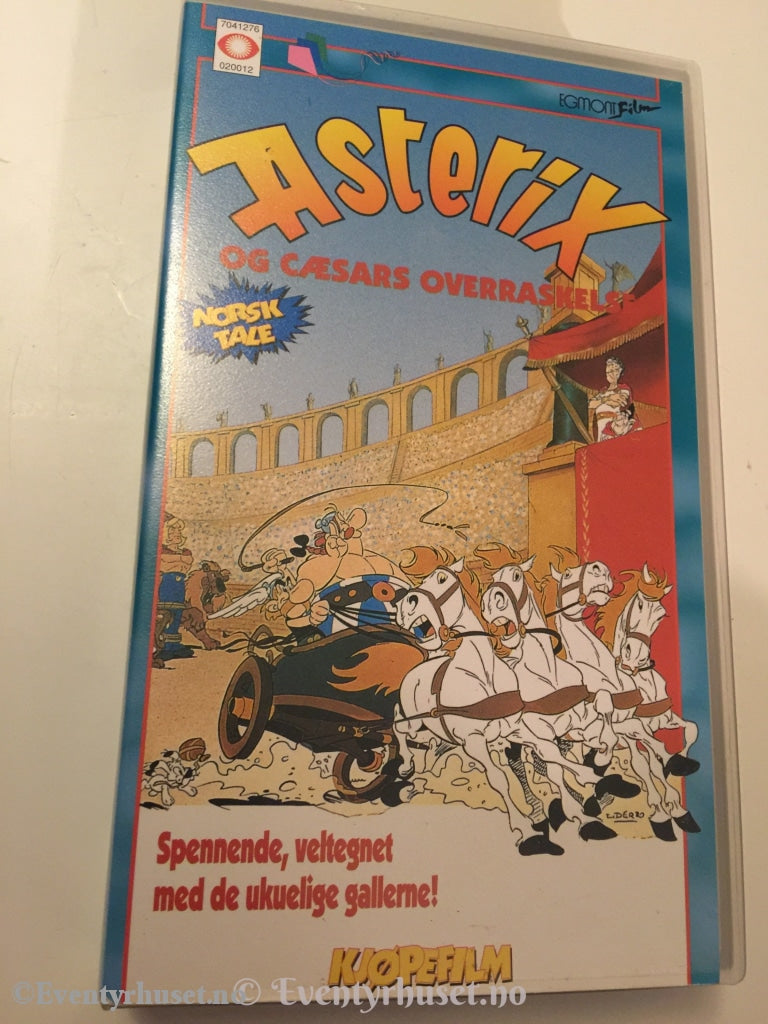 7041276
020012
EGMONT Film
Asterix
OG CÆSARS OVERRASKELSE
NORSK
TALE
UDERZO
Spennende, veltegnet
med de ukuelige gallerne!
KJØPEFILM
©Eventyrhuset.no © Eventyrhuset.no